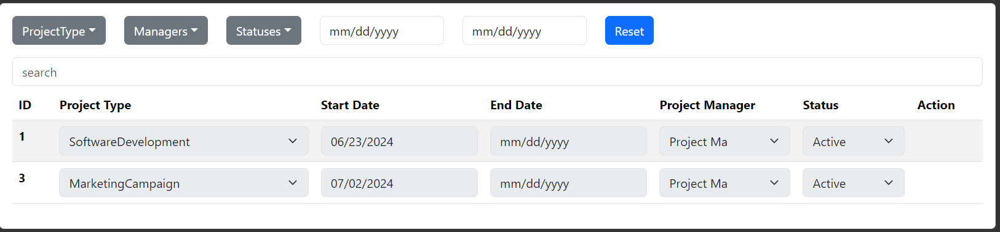 ProjectType Managers Statuses mm/dd/yyyy mm/dd/yyyy Reset
search
ID Project Type Start Date End Date Project Manager Status Action
1 SoftwareDevelopment 06/23/2024 mm/dd/yyyy Project Ma Active
3 MarketingCampaign 07/02/2024 mm/dd/yyyy Project Ma Active